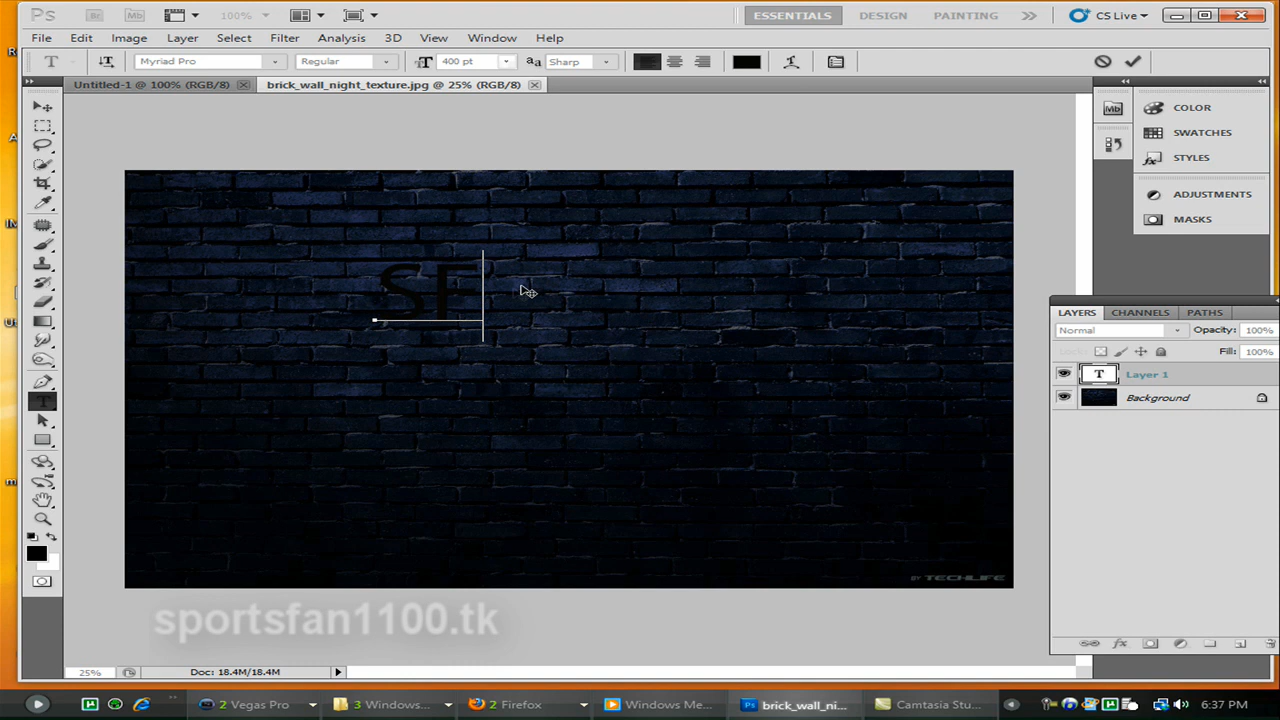 Ps Br Mb 100% ESSENTIALS DESIGN PAINTING >> CS Live
File Edit Image Layer Select Filter Analysis 3D View Window Help
T Myriad Pro Regular T 400 pt aa Sharp
Untitled-1 @ 100% (RGB/8) brick_wall_night_texture.jpg @ 25% (RGB/8)
Mb COLOR
SWATCHES
STYLES
ADJUSTMENTS
MASKS
SF
LAYERS CHANNELS PATHS
Normal Opacity: 100%
Fill: 100%
T Layer 1
Background
BY TECHLIFE
sportsfan1100.tk
25% Doc: 18.4M/18.4M
2 Vegas Pro 3 Windows... 2 Firefox Windows Me... Ps brick_wall_ni... Camtasia Stu... 6:37 PM